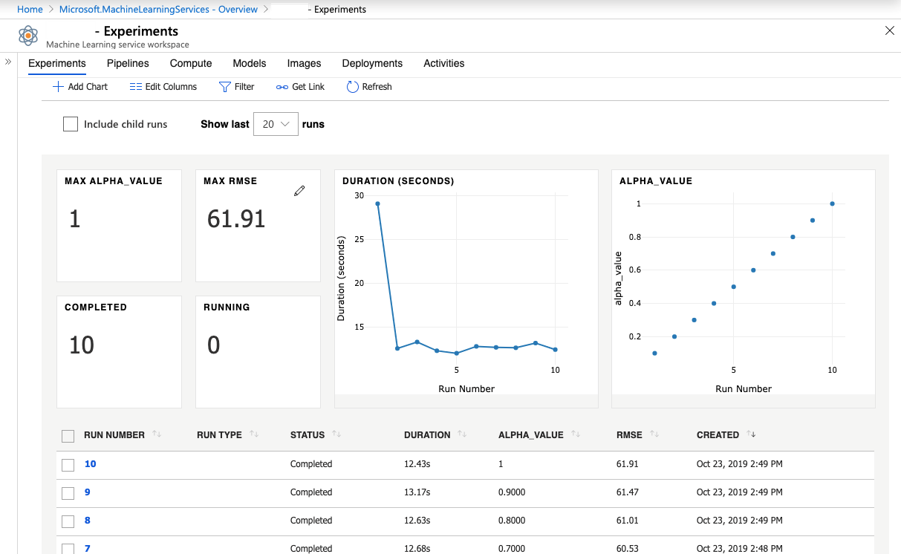 Home > Microsoft.MachineLearningServices - Overview > - Experiments
- Experiments
Machine Learning service workspace
Experiments Pipelines Compute Models Images Deployments Activities
Add Chart Edit Columns Filter Get Link Refresh
Include child runs Show last 20 runs
MAX ALPHA_VALUE
1
MAX RMSE
61.91
COMPLETED
10
RUNNING
0
DURATION (SECONDS)
30
25
20
15
Duration (seconds)
5 10
Run Number
ALPHA_VALUE
1
0.8
0.6
0.4
0.2
alpha_value
5 10
Run Number
RUN NUMBER RUN TYPE STATUS DURATION ALPHA_VALUE RMSE CREATED
10 Completed 12.43s 1 61.91 Oct 23, 2019 2:49 PM
9 Completed 13.17s 0.9000 61.47 Oct 23, 2019 2:49 PM
8 Completed 12.63s 0.8000 61.01 Oct 23, 2019 2:49 PM
7 Completed 12.68s 0.7000 60.53 Oct 23, 2019 2:48 PM